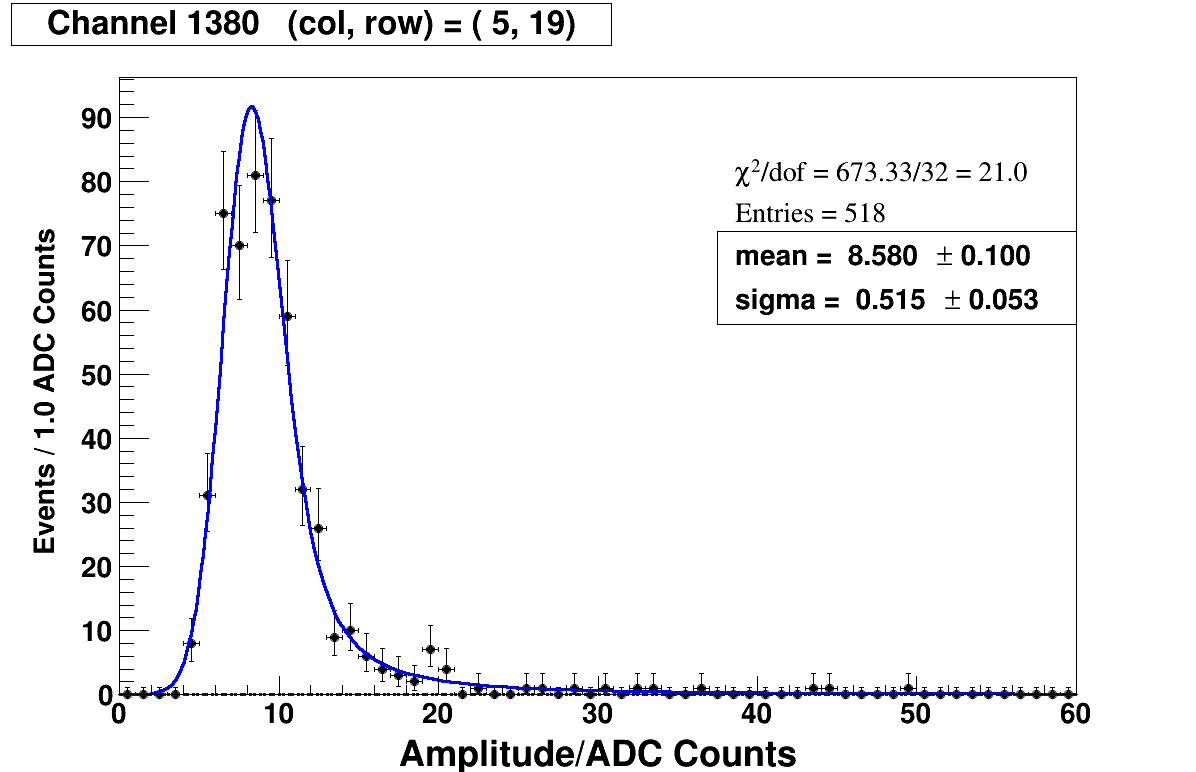 Channel 1380 (col, row) = ( 5, 19)
Events / 1.0 ADC Counts
90
80
70
60
50
40
30
20
10
0
χ²/dof = 673.33/32 = 21.0
Entries = 518
mean = 8.580 ± 0.100
sigma = 0.515 ± 0.053
0 10 20 30 40 50 60
Amplitude/ADC Counts